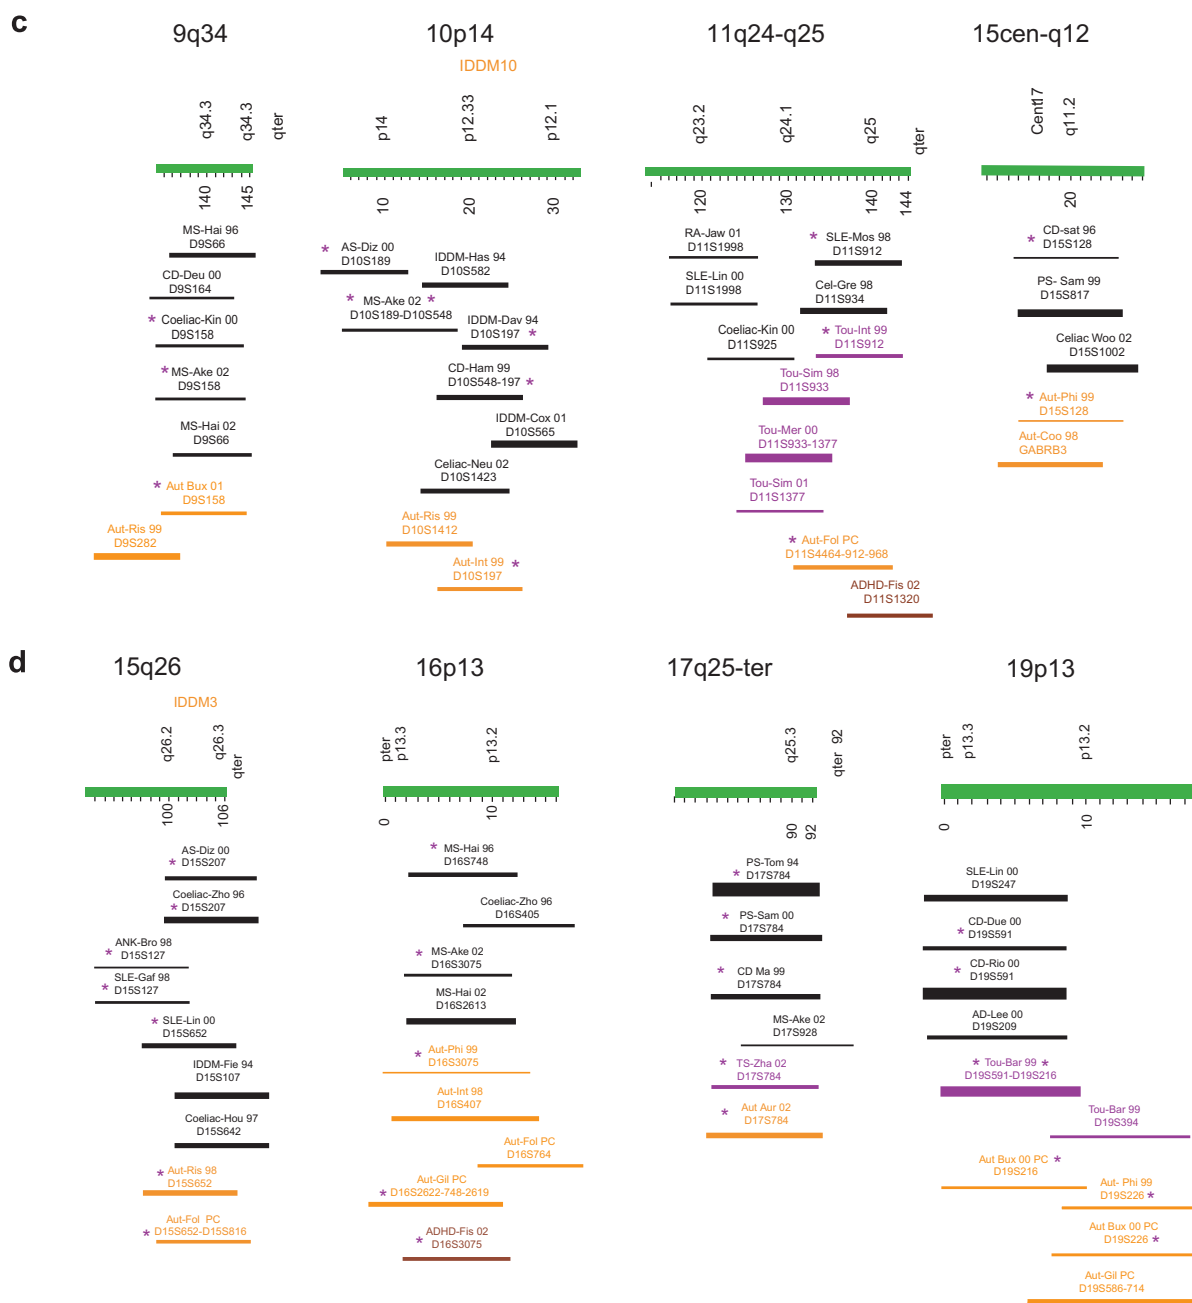 c
9q34
q34.3
q34.3
qter
140
145
MS-Hai 96
D9S66
CD-Deu 00
D9S164
* Coeliac-Kin 00
D9S158
* MS-Ake 02
D9S158
MS-Hai 02
D9S66
* Aut Bux 01
D9S158
Aut-Ris 99
D9S282
10p14
IDDM10
p14
p12.33
p12.1
10
20
30
* AS-Diz 00
D10S189
IDDM-Has 94
D10S582
* MS-Ake 02 *
D10S189-D10S548
IDDM-Dav 94
D10S197 *
CD-Ham 99
D10S548-197 *
IDDM-Cox 01
D10S565
Celiac-Neu 02
D10S1423
Aut-Ris 99
D10S1412
Aut-Int 99 *
D10S197
11q24-q25
q23.2
q24.1
q25
qter
120
130
140
144
RA-Jaw 01
D11S1998
* SLE-Mos 98
D11S912
SLE-Lin 00
D11S1998
Cel-Gre 98
D11S934
Coeliac-Kin 00
D11S925
* Tou-Int 99
D11S912
Tou-Sim 98
D11S933
Tou-Mer 00
D11S933-1377
Tou-Sim 01
D11S1377
* Aut-Fol PC
D11S4464-912-968
ADHD-Fis 02
D11S1320
15cen-q12
Cent17
q11.2
20
* CD-sat 96
D15S128
PS- Sam 99
D15S817
Celiac Woo 02
D15S1002
* Aut-Phi 99
D15S128
Aut-Coo 98
GABRB3
d
15q26
IDDM3
q26.2
q26.3
qter
100
106
AS-Diz 00
* D15S207
Coeliac-Zho 96
* D15S207
ANK-Bro 98
* D15S127
SLE-Gaf 98
* D15S127
* SLE-Lin 00
D15S652
IDDM-Fie 94
D15S107
Coeliac-Hou 97
D15S642
* Aut-Ris 98
D15S652
Aut-Fol PC
* D15S652-D15S816
16p13
pter
p13.3
p13.2
0
10
* MS-Hai 96
D16S748
Coeliac-Zho 96
D16S405
* MS-Ake 02
D16S3075
MS-Hai 02
D16S2613
* Aut-Phi 99
D16S3075
Aut-Int 98
D16S407
Aut-Fol PC
D16S764
Aut-Gil PC
* D16S2622-748-2619
ADHD-Fis 02
* D16S3075
17q25-ter
q25.3
qter 92
90
92
PS-Tom 94
* D17S784
* PS-Sam 00
D17S784
* CD Ma 99
D17S784
MS-Ake 02
D17S928
* TS-Zha 02
D17S784
* Aut Aur 02
D17S784
19p13
pter
p13.3
p13.2
0
10
SLE-Lin 00
D19S247
CD-Due 00
* D19S591
* CD-Rio 00
D19S591
AD-Lee 00
D19S209
* Tou-Bar 99 *
D19S591-D19S216
Tou-Bar 99
D19S394
Aut Bux 00 PC *
D19S216
Aut- Phi 99
D19S226 *
Aut Bux 00 PC
D19S226 *
Aut-Gil PC
D19S586-714